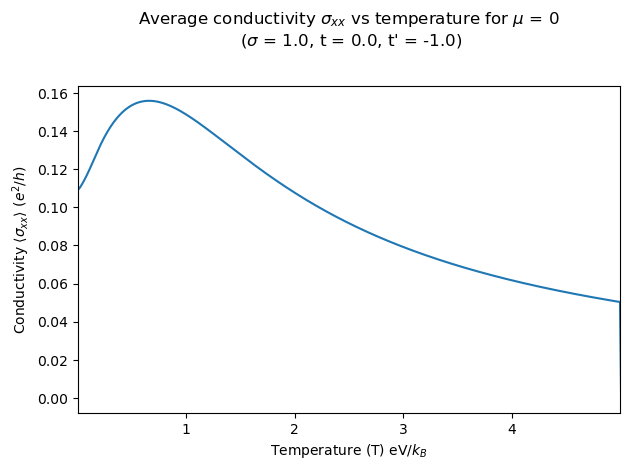 Average conductivity σxx vs temperature for μ = 0
(σ = 1.0, t = 0.0, t' = -1.0)
0.16
0.14
0.12
0.10
0.08
0.06
0.04
0.02
0.00
Conductivity ⟨σxx⟩ (e²/h)
1 2 3 4
Temperature (T) eV/kB